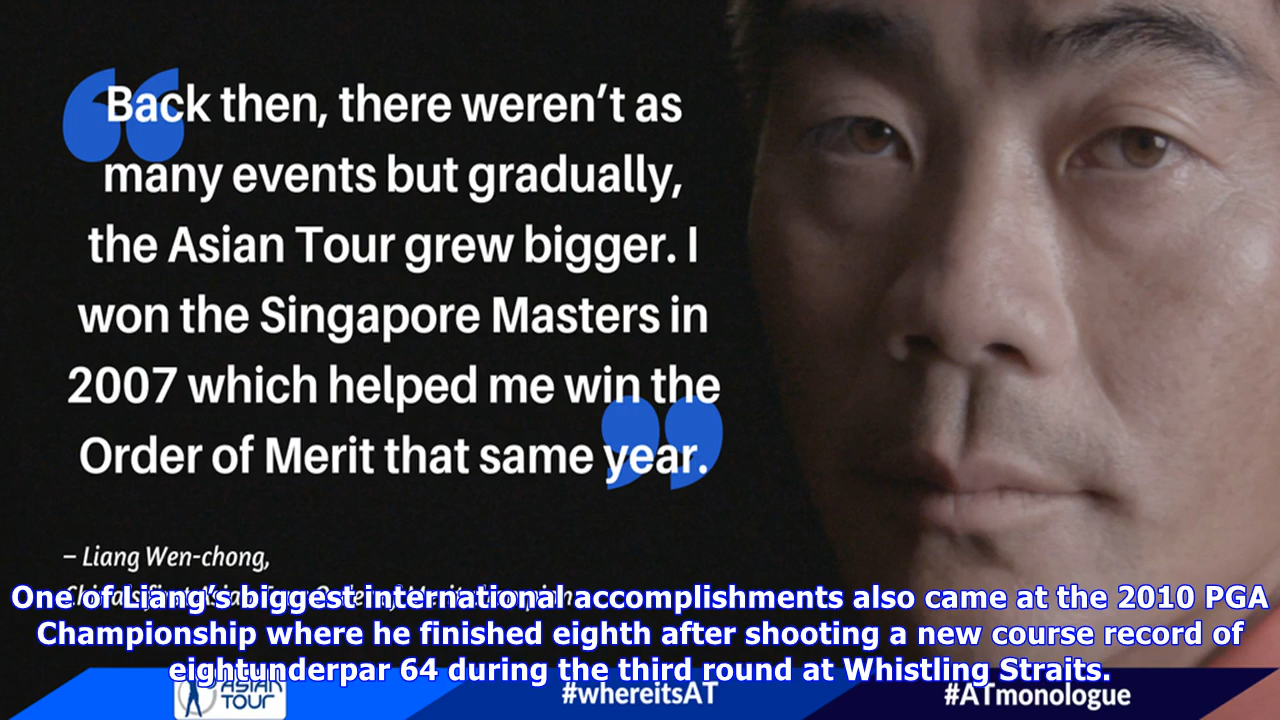 Back then, there weren't as
many events but gradually,
the Asian Tour grew bigger. I
won the Singapore Masters in
2007 which helped me win the
Order of Merit that same year.
– Liang Wen-chong,
One of Liang's biggest international accomplishments also came at the 2010 PGA
Championship where he finished eighth after shooting a new course record of
eightunderpar 64 during the third round at Whistling Straits.
ASIAN
TOUR
#whereitsAT
#ATmonologue